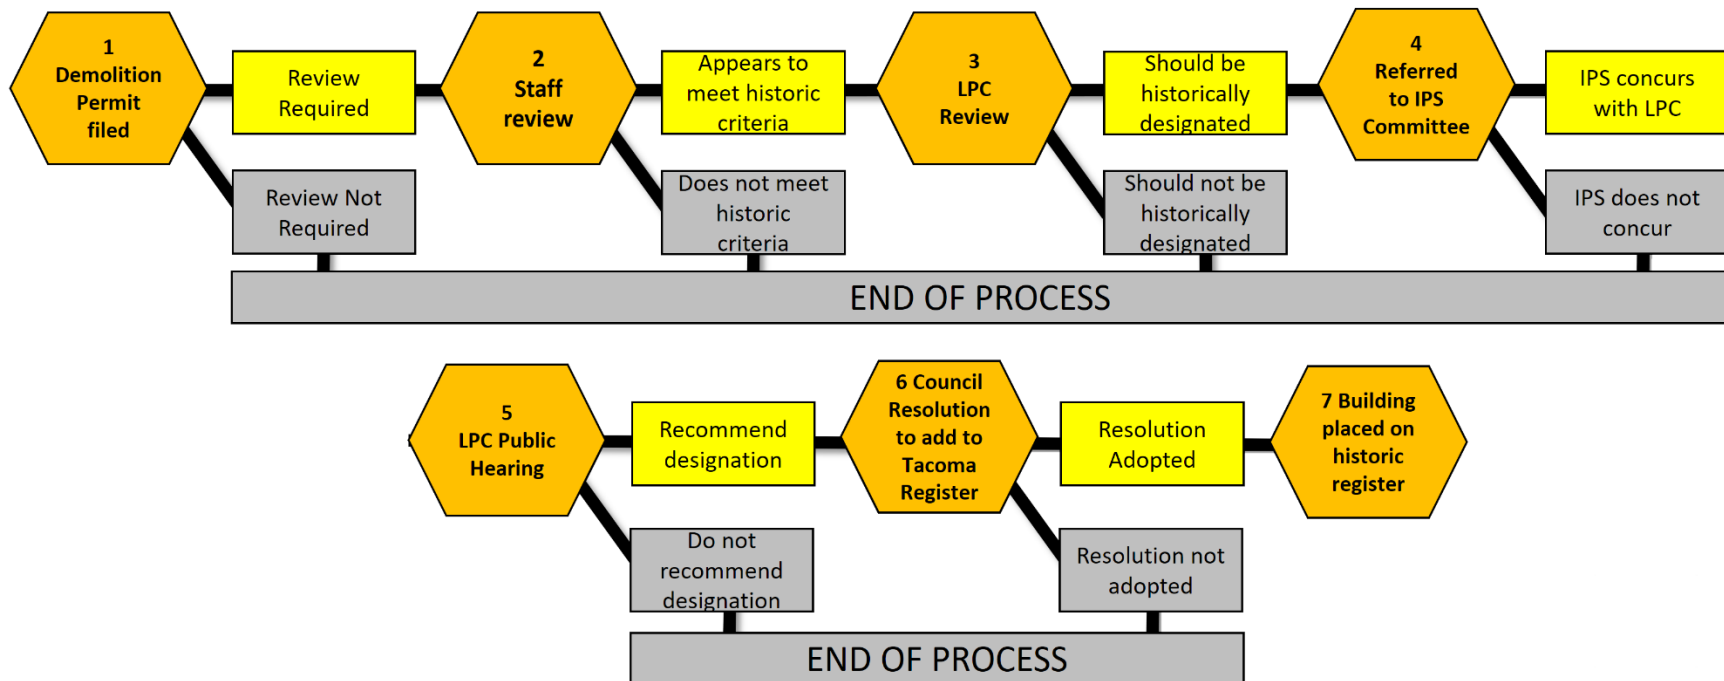 1
Demolition
Permit
filed
Review
Required
Review Not
Required
2
Staff
review
Appears to
meet historic
criteria
Does not meet
historic
criteria
3
LPC
Review
Should be
historically
designated
Should not be
historically
designated
4
Referred
to IPS
Committee
IPS concurs
with LPC
IPS does not
concur
END OF PROCESS
5
LPC Public
Hearing
Recommend
designation
Do not
recommend
designation
6 Council
Resolution
to add to
Tacoma
Register
Resolution
Adopted
Resolution not
adopted
7 Building
placed on
historic
register
END OF PROCESS